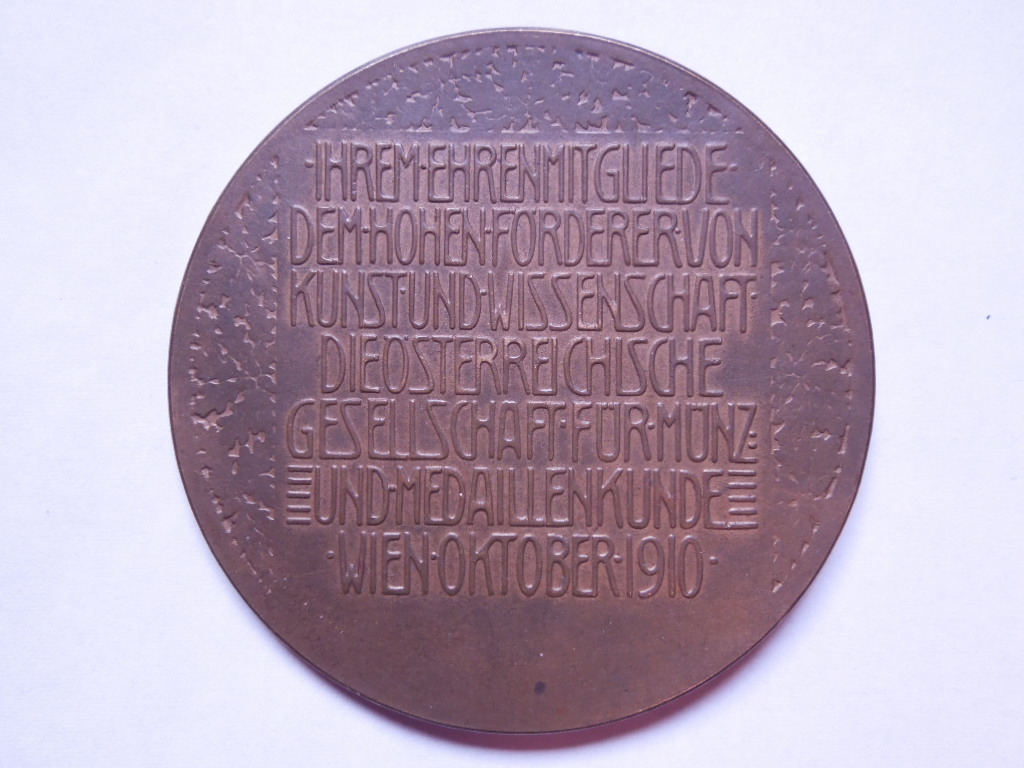 ·IHREM·EHRENMITGLIEDE·
DEM·HOHEN·FÖRDERER·VON
KUNST·UND·WISSENSCHAFT·
DIE ÖSTERREICHISCHE
GESELLSCHAFT·FÜR·MÜNZ=
UND·MEDAILLENKUNDE
·WIEN·OKTOBER·1910·